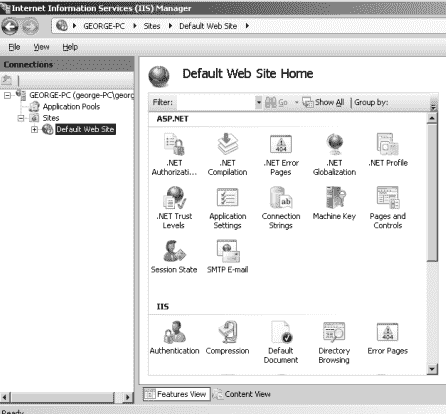 Internet Information Services (IIS) Manager
GEORGE-PC Sites Default Web Site
File View Help
Connections
GEORGE-PC (george-PC\georg
Application Pools
Sites
Default Web Site
Default Web Site Home
Filter: Go Show All Group by:
ASP.NET
.NET Authorizati...
.NET Compilation
.NET Error Pages
.NET Globalization
.NET Profile
.NET Trust Levels
Application Settings
Connection Strings
Machine Key
Pages and Controls
Session State
SMTP E-mail
IIS
Authentication
Compression
Default Document
Directory Browsing
Error Pages
Features View Content View
Ready